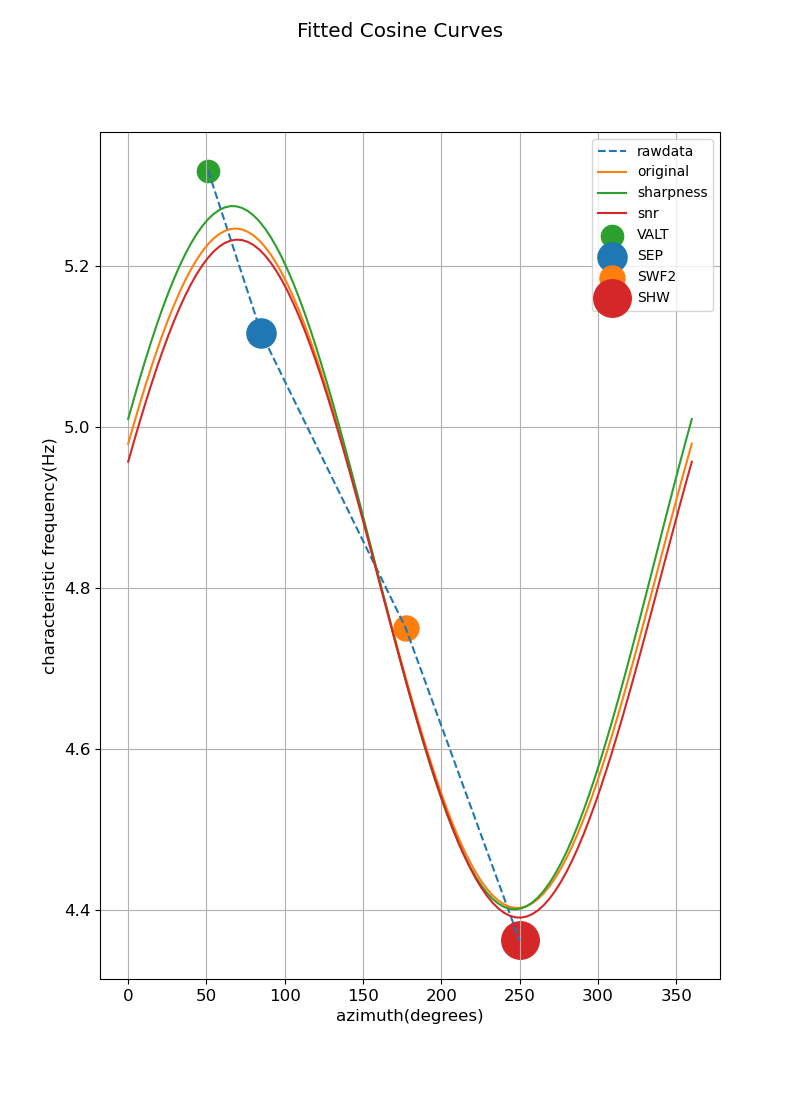 Fitted Cosine Curves
rawdata
original
sharpness
snr
VALT
SEP
SWF2
SHW
characteristic frequency(Hz)
5.2
5.0
4.8
4.6
4.4
0 50 100 150 200 250 300 350
azimuth(degrees)